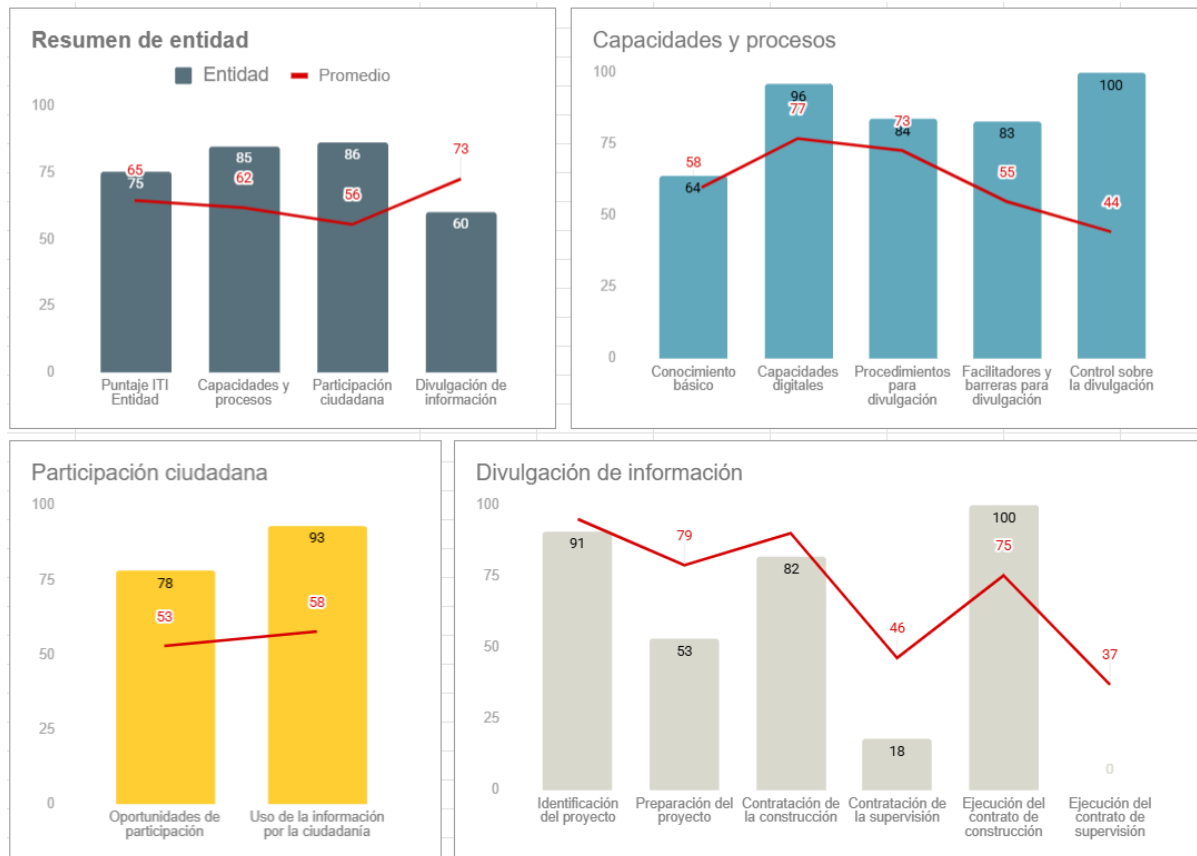 Resumen de entidad
Entidad
Promedio
100
75
50
25
0
65
75
85
62
86
56
73
60
Puntaje ITI
Entidad
Capacidades y
procesos
Participación
ciudadana
Divulgación de
información
Capacidades y procesos
100
75
50
25
0
58
64
96
77
73
84
83
55
100
44
Conocimiento
básico
Capacidades
digitales
Procedimientos
para
divulgación
Facilitadores y
barreras para
divulgación
Control sobre
la divulgación
Participación ciudadana
100
75
50
25
0
78
53
93
58
Oportunidades de
participación
Uso de la información
por la ciudadanía
Divulgación de información
100
75
50
25
0
91
79
53
82
46
18
100
75
37
0
Identificación
del proyecto
Preparación del
proyecto
Contratación de
la construcción
Contratación de
la supervisión
Ejecución del
contrato de
construcción
Ejecución del
contrato de
supervisión